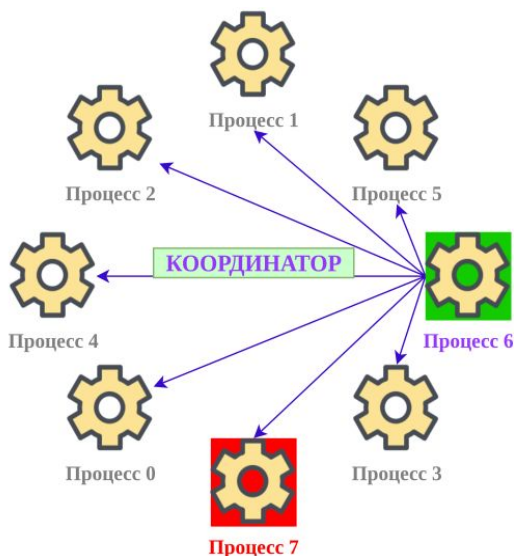 Процесс 1
Процесс 2
Процесс 5
КООРДИНАТОР
Процесс 4
Процесс 6
Процесс 0
Процесс 3
Процесс 7